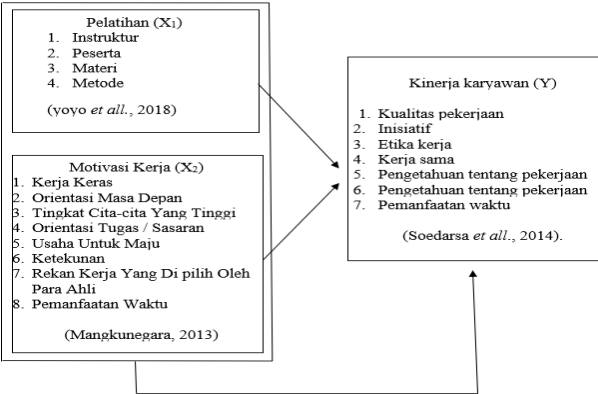 Pelatihan (X₁)
1. Instruktur
2. Peserta
3. Materi
4. Metode
(yoyo et all., 2018)
Motivasi Kerja (X₂)
1. Kerja Keras
2. Orientasi Masa Depan
3. Tingkat Cita-cita Yang Tinggi
4. Orientasi Tugas / Sasaran
5. Usaha Untuk Maju
6. Ketekunan
7. Rekan Kerja Yang Di pilih Oleh
Para Ahli
8. Pemanfaatan Waktu
(Mangkunegara, 2013)
Kinerja karyawan (Y)
1. Kualitas pekerjaan
2. Inisiatif
3. Etika kerja
4. Kerja sama
5. Pengetahuan tentang pekerjaan
6. Pengetahuan tentang pekerjaan
7. Pemanfaatan waktu
(Soedarsa et all., 2014).